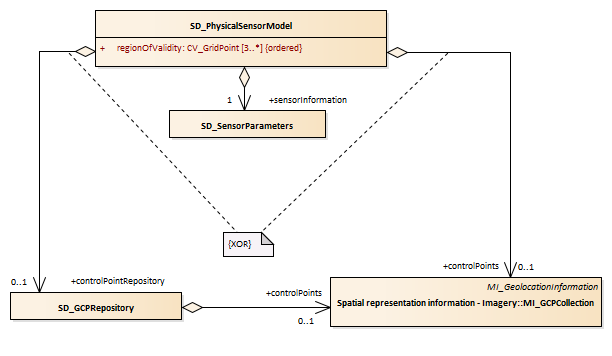 SD_PhysicalSensorModel
+ regionOfValidity: CV_GridPoint [3..*] {ordered}
1
+sensorInformation
SD_SensorParameters
{XOR}
+controlPoints
0..1
0..1
+controlPointRepository
SD_GCPRepository
+controlPoints
0..1
MI_GeolocationInformation
Spatial representation information - Imagery::MI_GCPCollection